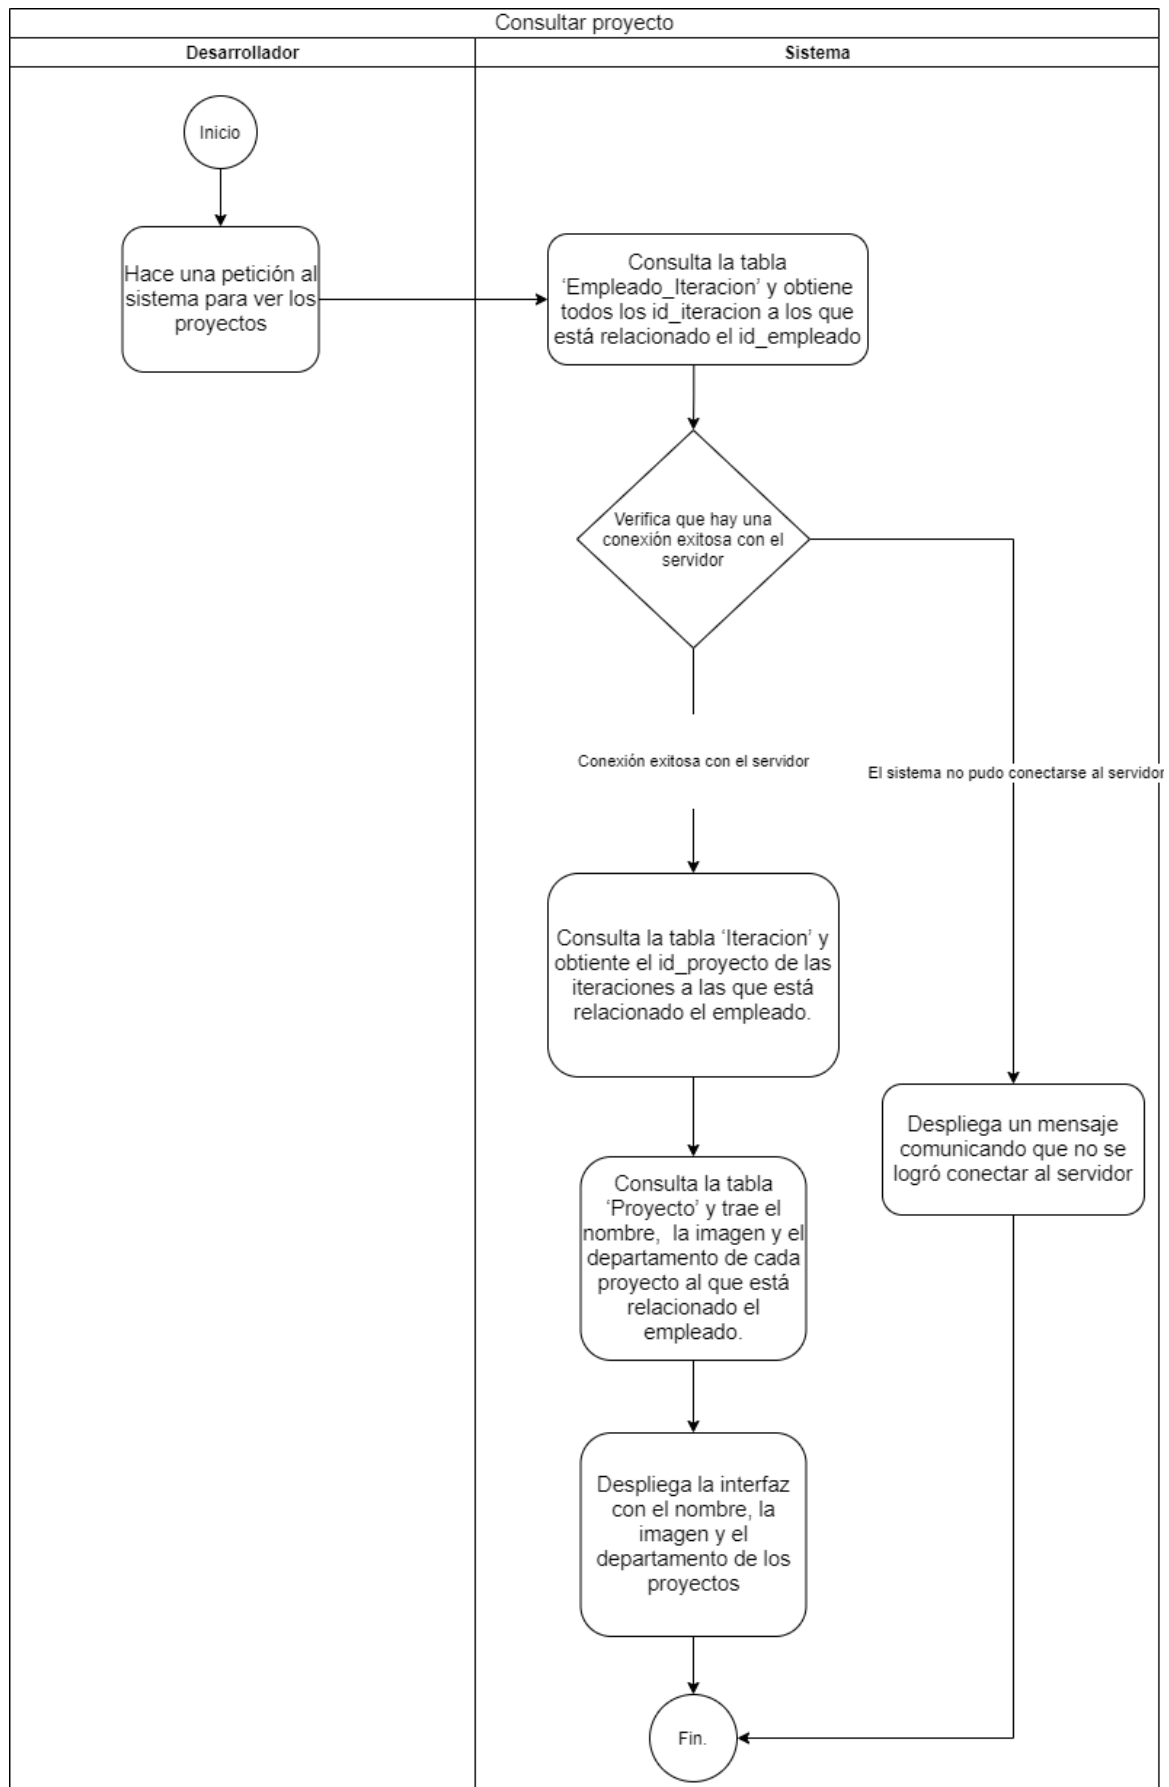 Consultar proyecto
Desarrollador
Sistema
Inicio
Hace una petición al
sistema para ver los
proyectos
Consulta la tabla
‘Empleado_Iteracion’ y obtiene
todos los id_iteracion a los que
está relacionado el id_empleado
Verifica que hay una
conexión exitosa con el
servidor
Conexión exitosa con el servidor
El sistema no pudo conectarse al servidor
Consulta la tabla ‘Iteracion’ y
obtiente el id_proyecto de las
iteraciones a las que está
relacionado el empleado.
Despliega un mensaje
comunicando que no se
logró conectar al servidor
Consulta la tabla
‘Proyecto’ y trae el
nombre, la imagen y el
departamento de cada
proyecto al que está
relacionado el
empleado.
Despliega la interfaz
con el nombre, la
imagen y el
departamento de los
proyectos
Fin.